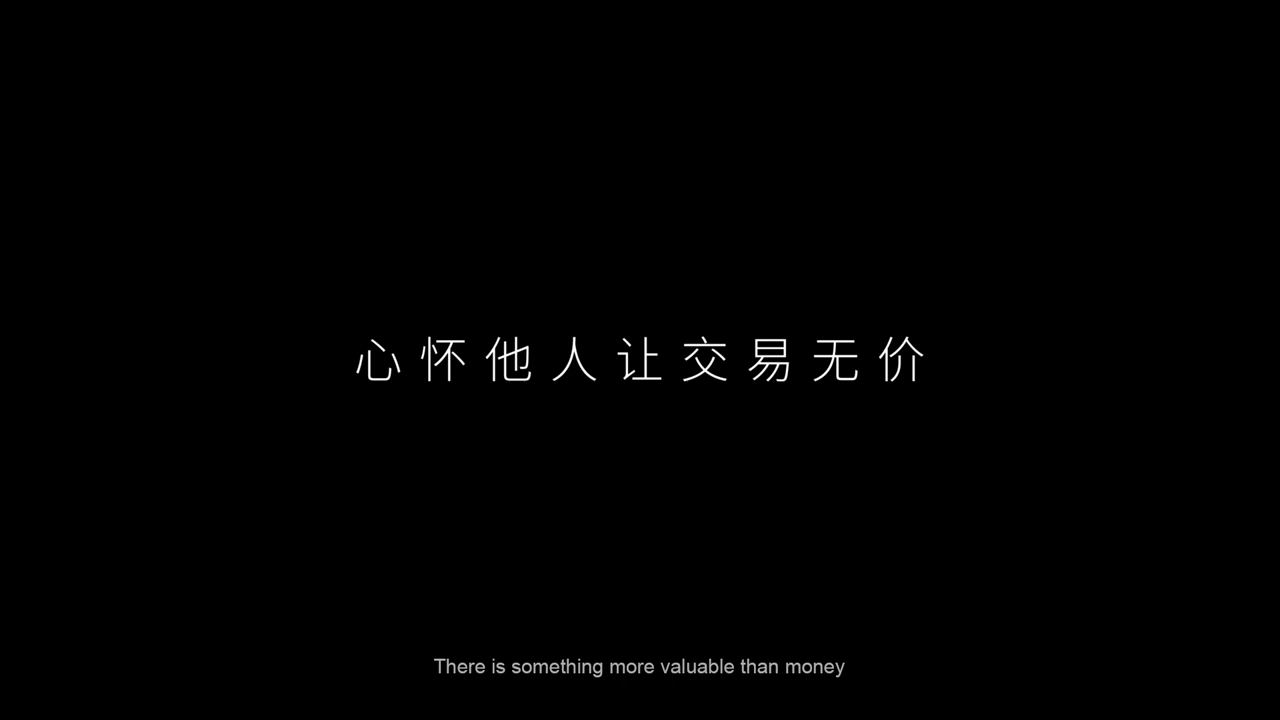 心怀他人让交易无价
There is something more valuable than money